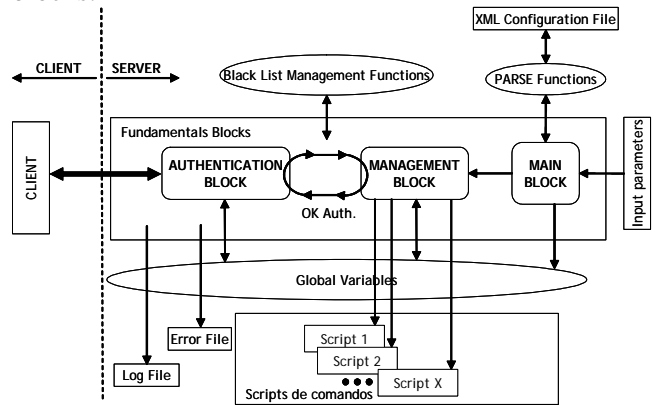 XML Configuration File
CLIENT
SERVER
Black List Management Functions
PARSE Functions
Fundamentals Blocks
CLIENT
AUTHENTICATION
BLOCK
MANAGEMENT
BLOCK
MAIN
BLOCK
Input parameters
OK Auth.
Global Variables
Error File
Log File
Script 1
Script 2
Script X
Scripts de comandos